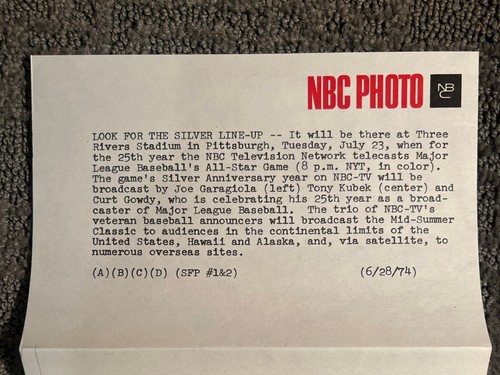 NBC PHOTO NBC
LOOK FOR THE SILVER LINE-UP -- It will be there at Three
Rivers Stadium in Pittsburgh, Tuesday, July 23, when for
the 25th year the NBC Television Network telecasts Major
League Baseball's All-Star Game (8 p.m. NYT, in color).
The game's Silver Anniversary year on NBC-TV will be
broadcast by Joe Garagiola (left) Tony Kubek (center) and
Curt Gowdy, who is celebrating his 25th year as a broad-
caster of Major League Baseball. The trio of NBC-TV's
veteran baseball announcers will broadcast the Mid-Summer
Classic to audiences in the continental limits of the
United States, Hawaii and Alaska, and, via satellite, to
numerous overseas sites.
(A)(B)(C)(D) (SFP #1&2) (6/28/74)